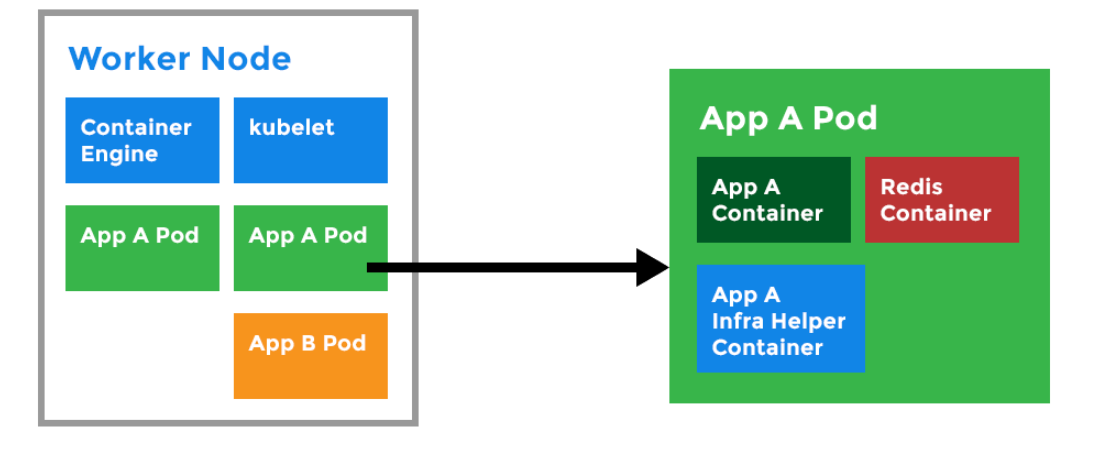 Worker Node
Container
Engine
kubelet
App A Pod
App A Pod
App B Pod
App A Pod
App A
Container
Redis
Container
App A
Infra Helper
Container